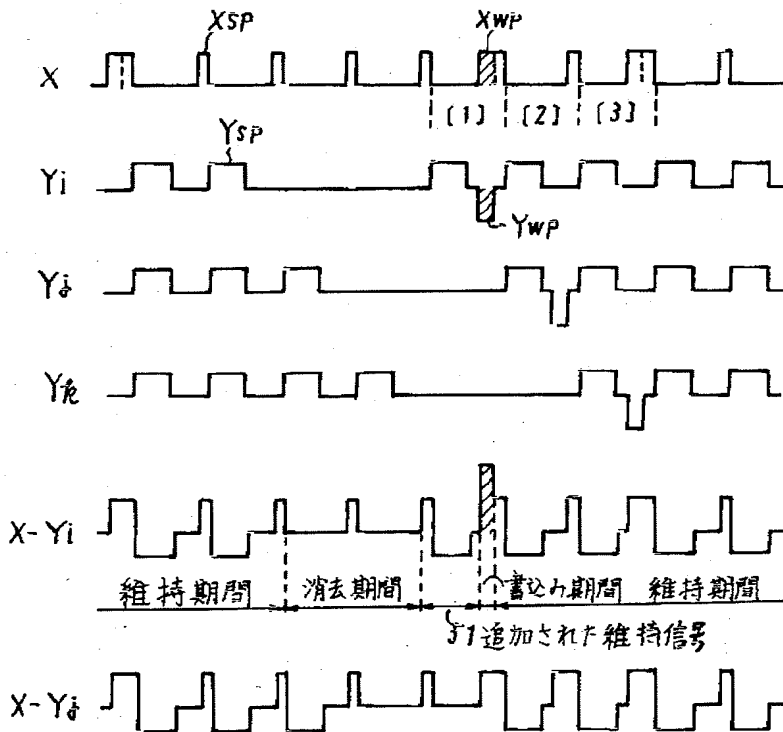 XSP XWP
X
[1] [2] [3]
YSP
Yi
YWP
Yj
Yk
X-Yi
維持期間 消去期間 書込み期間 維持期間
51追加された維持信号
X-Yj